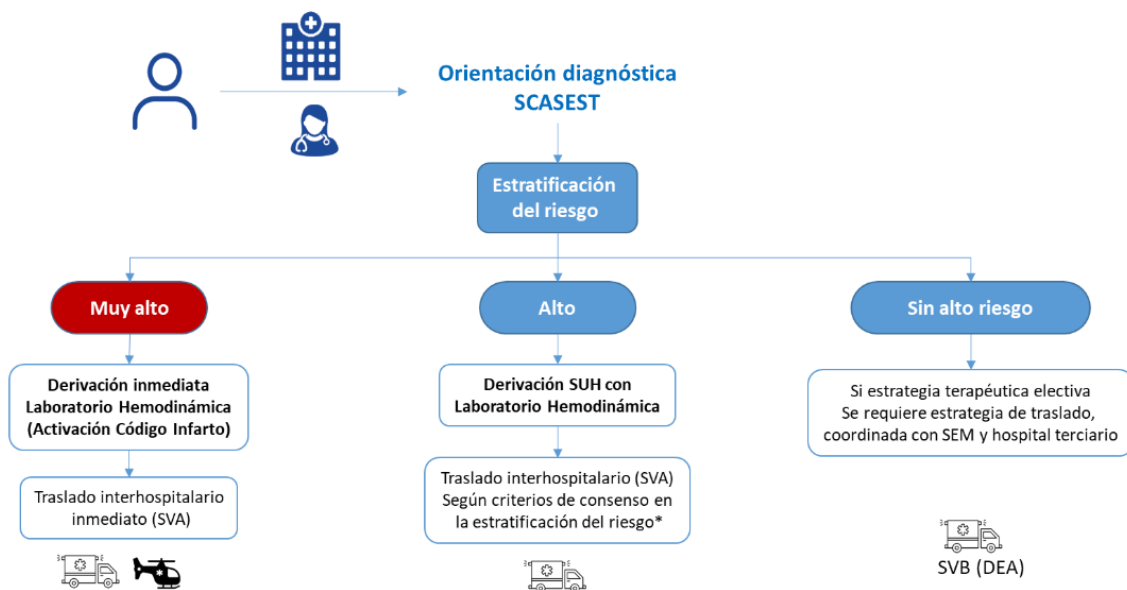 Orientación diagnóstica
SCASEST
Estratificación
del riesgo
Muy alto
Alto
Sin alto riesgo
Derivación inmediata
Laboratorio Hemodinámica
(Activación Código Infarto)
Derivación SUH con
Laboratorio Hemodinámica
Si estrategia terapéutica electiva
Se requiere estrategia de traslado,
coordinada con SEM y hospital terciario
Traslado interhospitalario
inmediato (SVA)
Traslado interhospitalario (SVA)
Según criterios de consenso en
la estratificación del riesgo*
SVB (DEA)